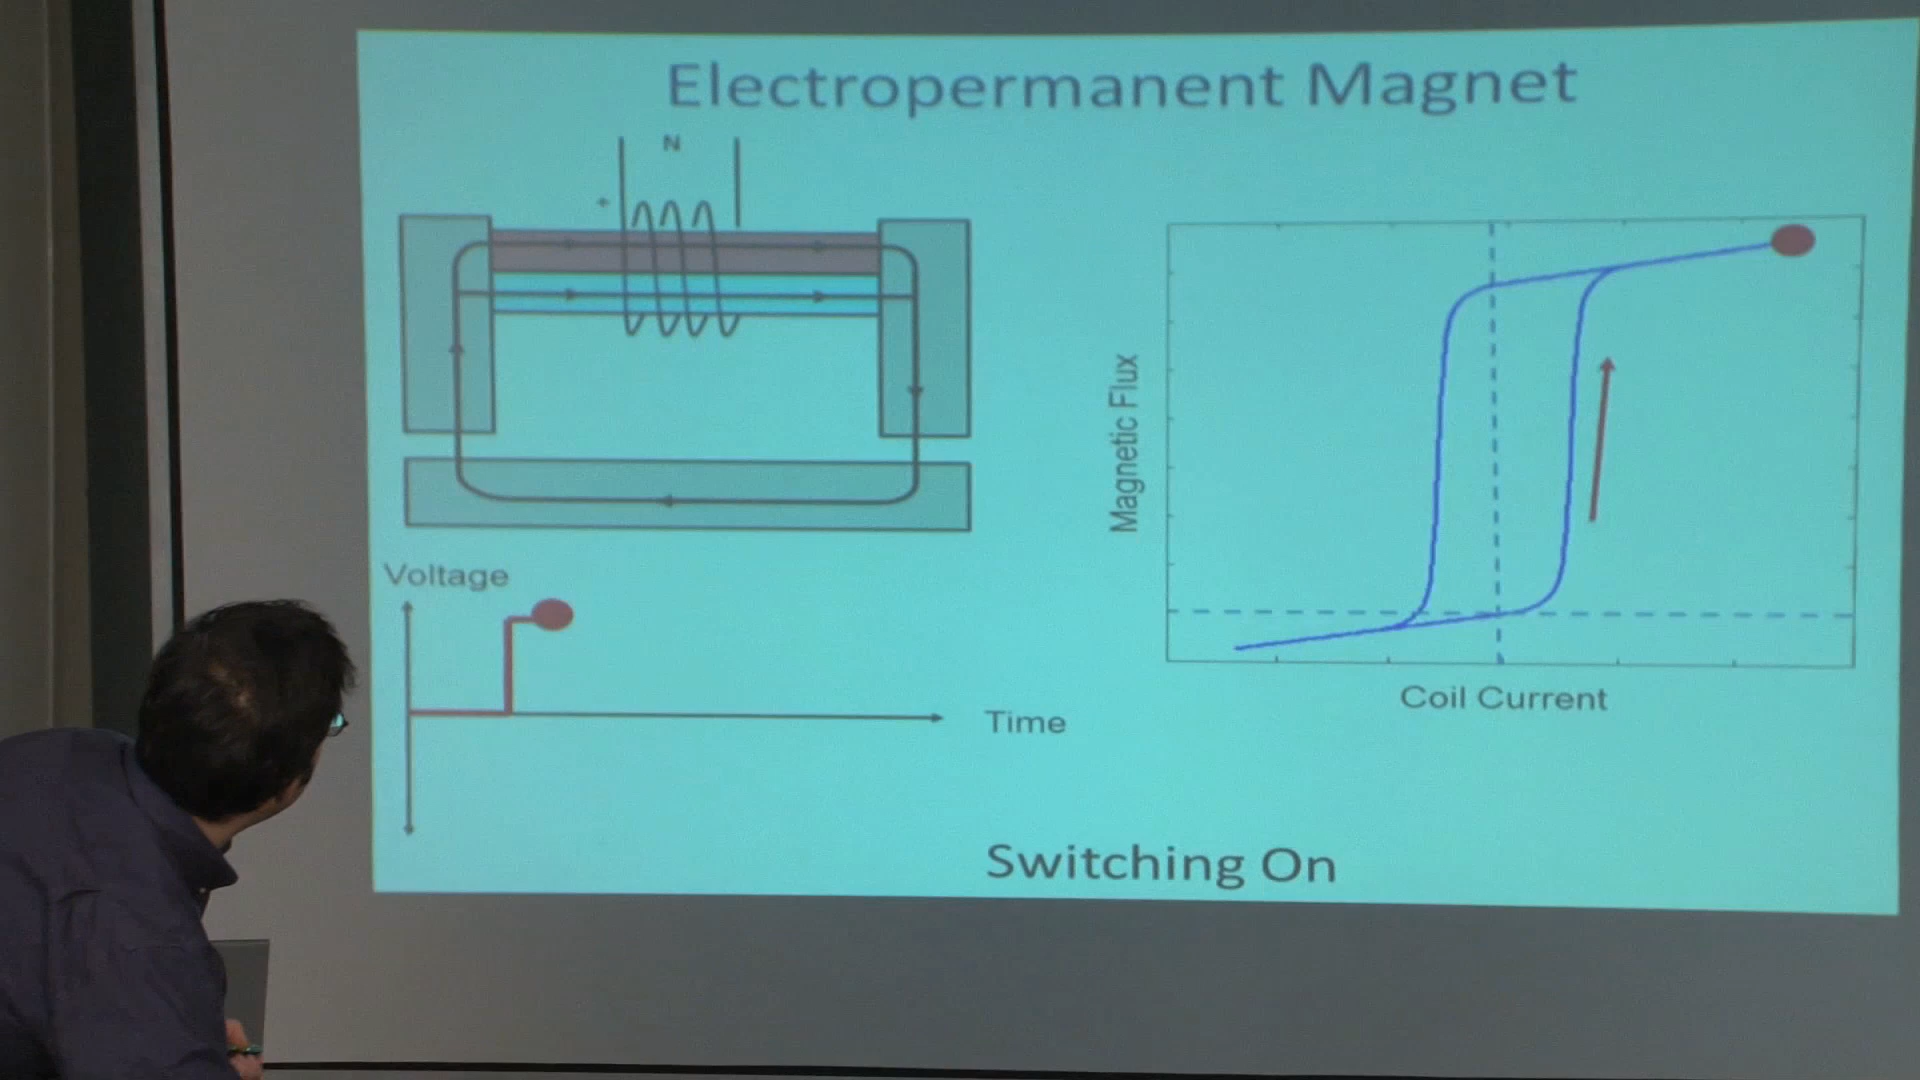 Electropermanent Magnet
N
+
Magnetic Flux
Voltage
Time
Coil Current
Switching On